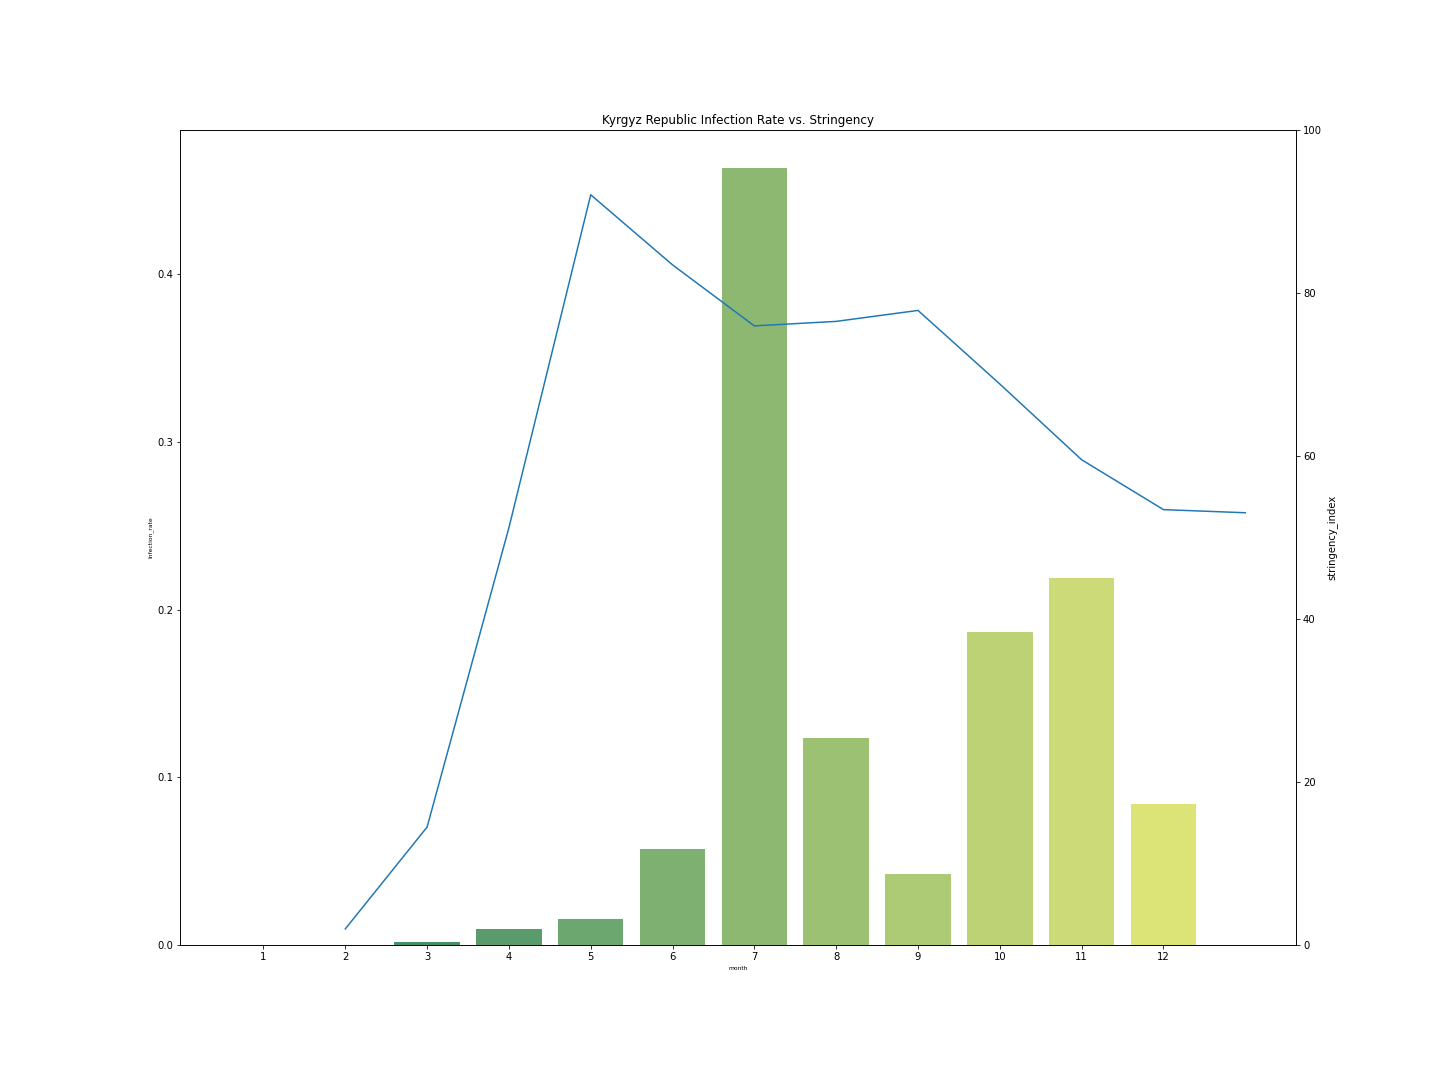 Kyrgyz Republic Infection Rate vs. Stringency
100
80
60
40
20
0
stringency_index
0.4
0.3
0.2
0.1
0.0
infection_rate
1 2 3 4 5 6 7 8 9 10 11 12
month